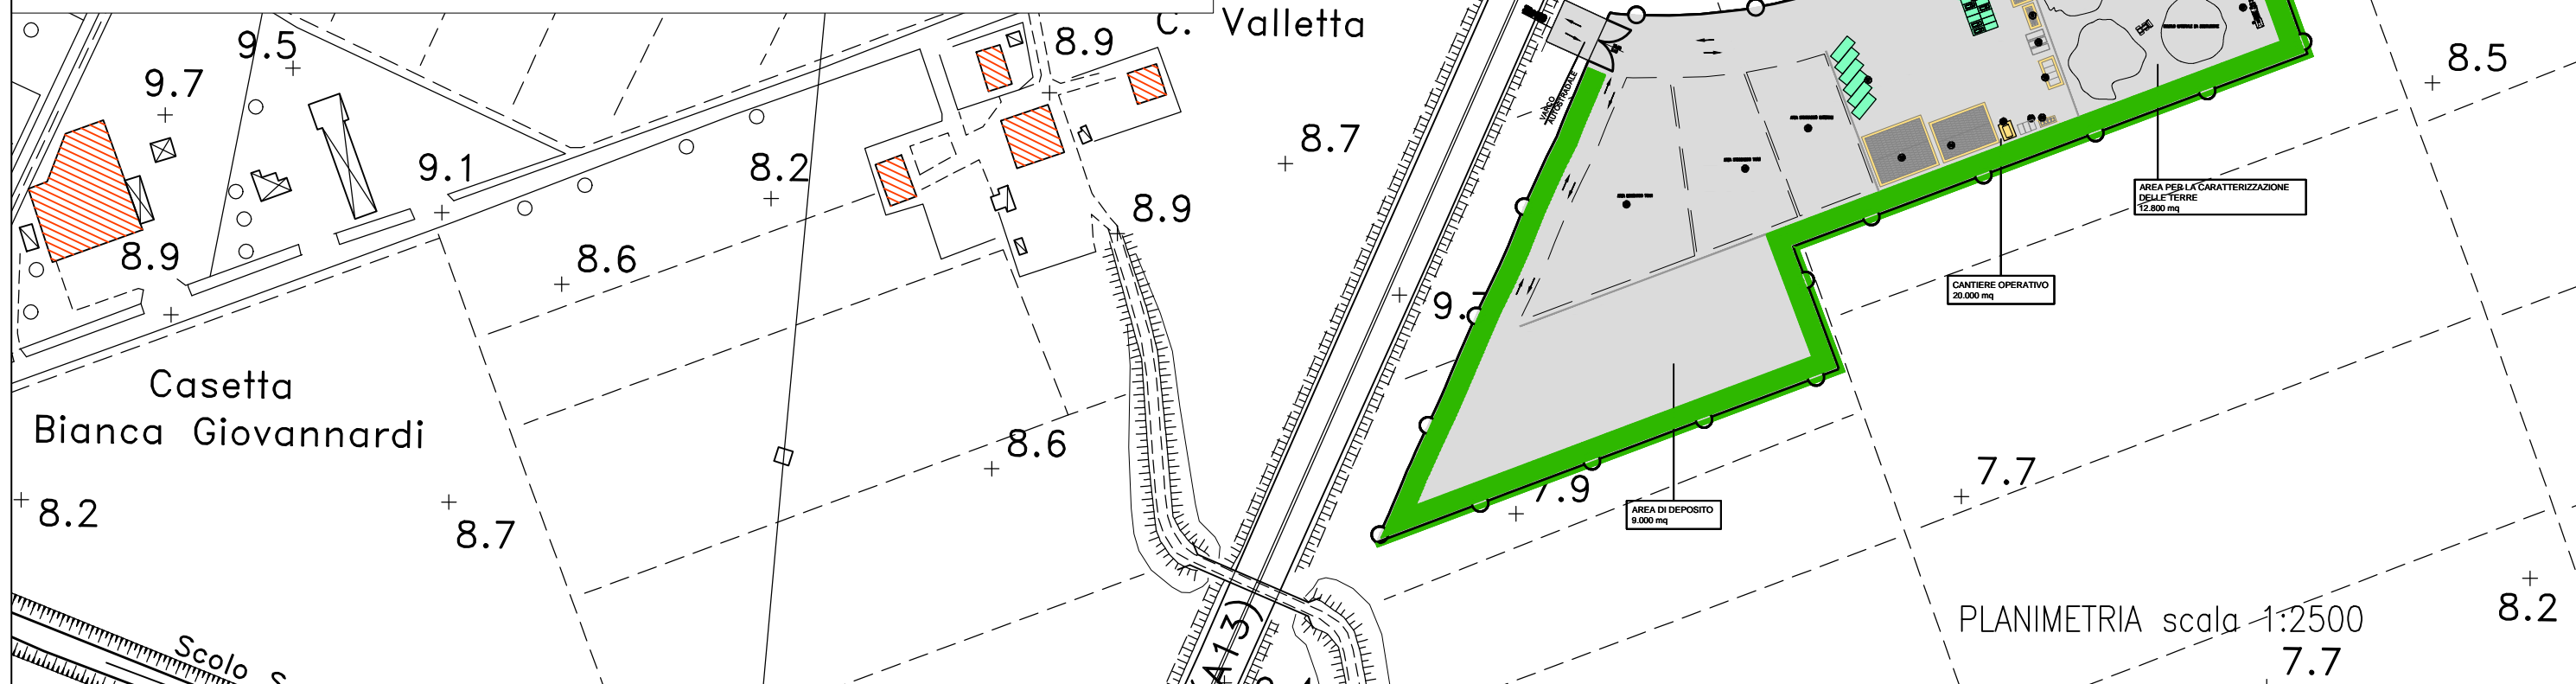 C. Valletta
9.5
8.9
8.5
9.7
8.7
9.1
8.2
VARCO
AUTOSTRADALE
8.9
AREA PER LA CARATTERIZZAZIONE
DELLE TERRE
12.800 mq
8.9
8.6
CANTIERE OPERATIVO
20.000 mq
Casetta
Bianca Giovannardi
8.6
7.7
7.9
8.2
8.7
AREA DI DEPOSITO
9.000 mq
8.2
PLANIMETRIA scala 1:2500
Scolo
A13)
7.7